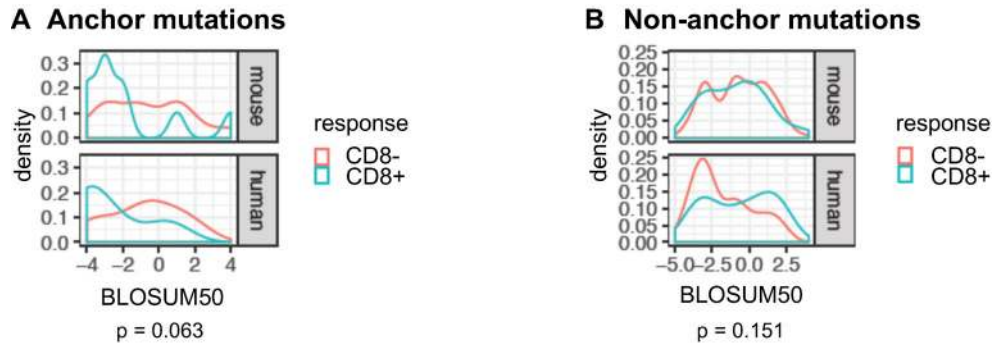 A Anchor mutations
density
0.3
0.2
0.1
0.0
mouse
0.3
0.2
0.1
0.0
human
−4 −2 0 2 4
BLOSUM50
p = 0.063
response
CD8-
CD8+
B Non-anchor mutations
density
0.25
0.20
0.15
0.10
0.05
0.00
mouse
0.25
0.20
0.15
0.10
0.05
0.00
human
−5.0 −2.5 0.0 2.5
BLOSUM50
p = 0.151
response
CD8-
CD8+